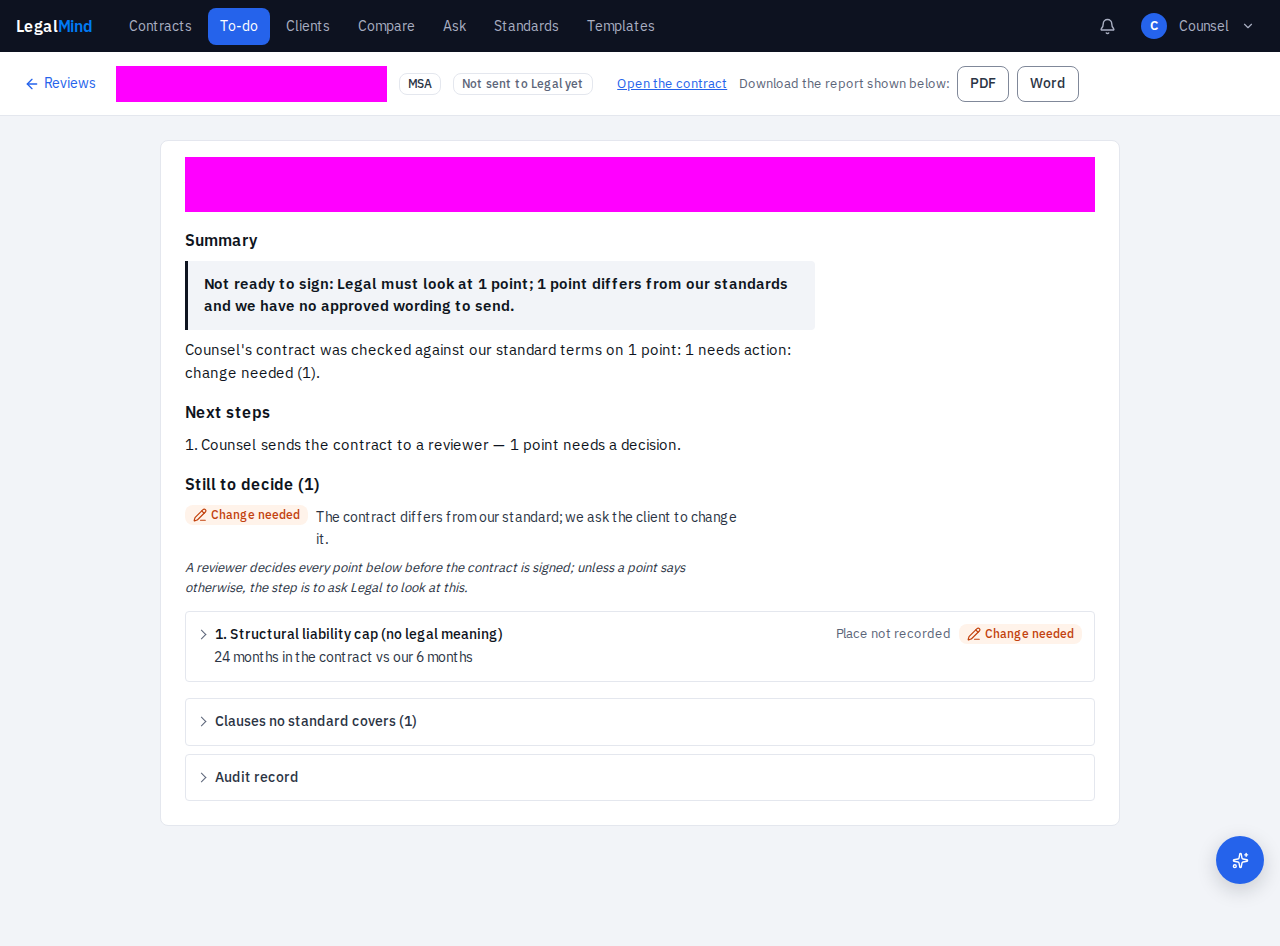 LegalMind
Contracts
To-do
Clients
Compare
Ask
Standards
Templates
C
Counsel
Reviews
MSA
Not sent to Legal yet
Open the contract
Download the report shown below:
PDF
Word
Summary
Not ready to sign: Legal must look at 1 point; 1 point differs from our standards
and we have no approved wording to send.
Counsel's contract was checked against our standard terms on 1 point: 1 needs action:
change needed (1).
Next steps
1. Counsel sends the contract to a reviewer — 1 point needs a decision.
Still to decide (1)
Change needed
The contract differs from our standard; we ask the client to change
it.
A reviewer decides every point below before the contract is signed; unless a point says
otherwise, the step is to ask Legal to look at this.
1. Structural liability cap (no legal meaning)
Place not recorded
Change needed
24 months in the contract vs our 6 months
Clauses no standard covers (1)
Audit record